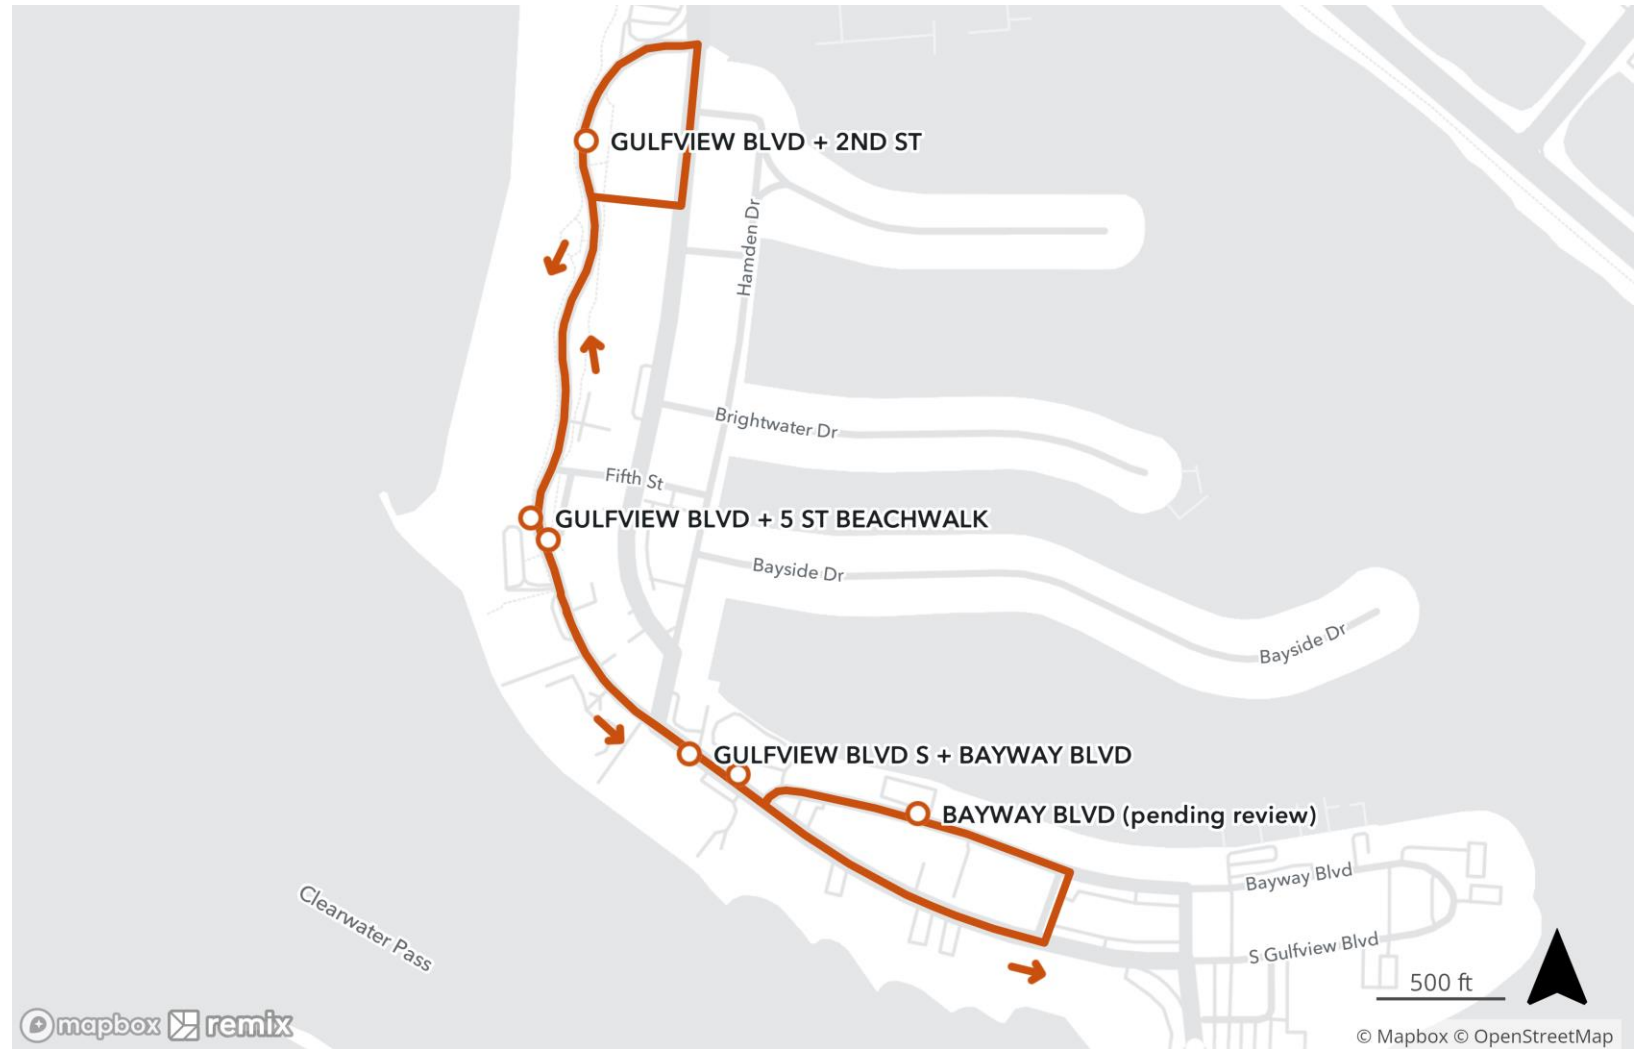 GULFVIEW BLVD + 2ND ST
Hamden Dr
Brightwater Dr
Fifth St
GULFVIEW BLVD + 5 ST BEACHWALK
Bayside Dr
Bayside Dr
GULFVIEW BLVD S + BAYWAY BLVD
BAYWAY BLVD (pending review)
Bayway Blvd
Clearwater Pass
S Gulfview Blvd
500 ft
mapbox remix
© Mapbox © OpenStreetMap